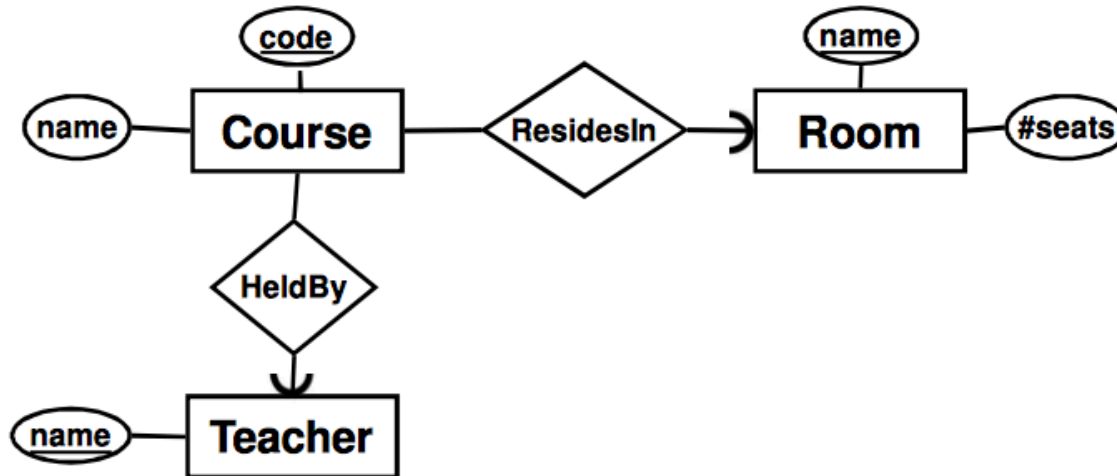 code
name
name
Course
ResidesIn
Room
#seats
HeldBy
name
Teacher